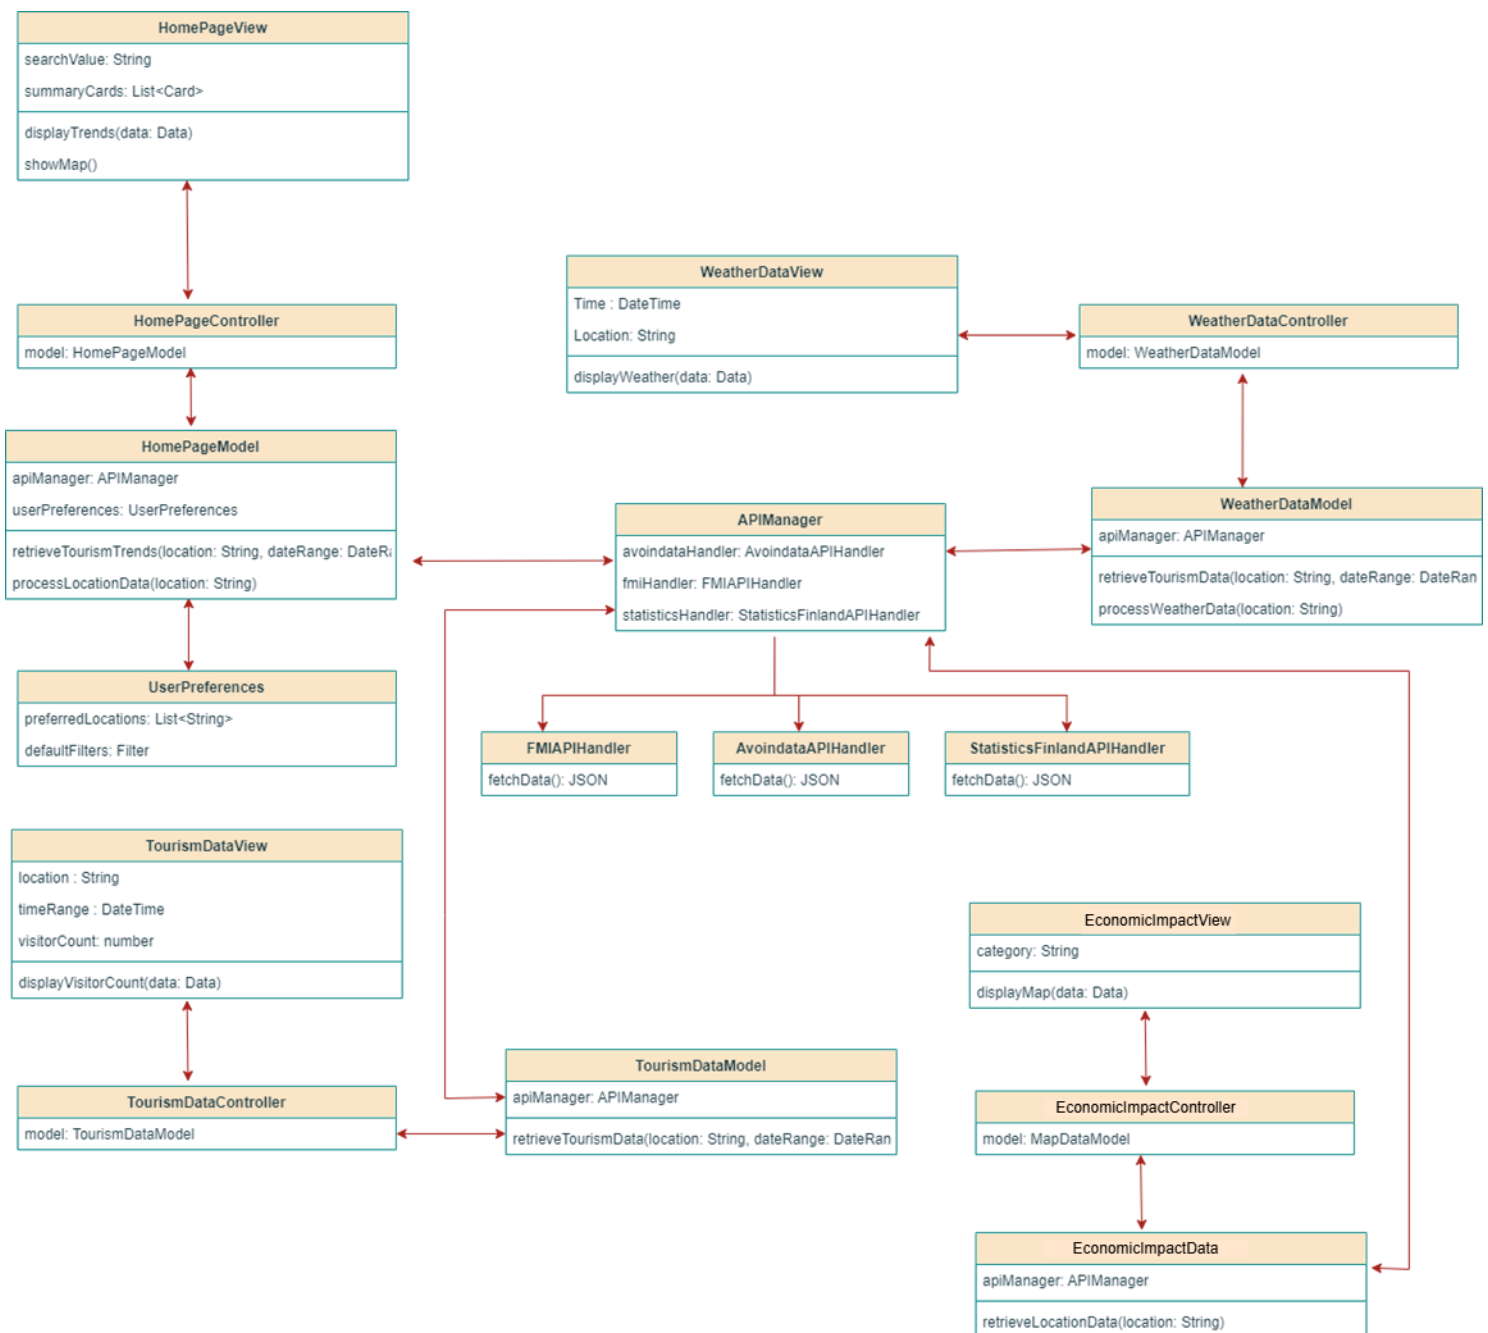 HomePageView
searchValue: String
summaryCards: List<Card>
displayTrends(data: Data)
showMap()
HomePageController
model: HomePageModel
HomePageModel
apiManager: APIManager
userPreferences: UserPreferences
retrieveTourismTrends(location: String, dateRange: DateRa
processLocationData(location: String)
UserPreferences
preferredLocations: List<String>
defaultFilters: Filter
WeatherDataView
Time : DateTime
Location: String
displayWeather(data: Data)
WeatherDataController
model: WeatherDataModel
WeatherDataModel
apiManager: APIManager
retrieveTourismData(location: String, dateRange: DateRan
processWeatherData(location: String)
APIManager
avoindataHandler: AvoindataAPIHandler
fmiHandler: FMIAPIHandler
statisticsHandler: StatisticsFinlandAPIHandler
FMIAPIHandler
fetchData(): JSON
AvoindataAPIHandler
fetchData(): JSON
StatisticsFinlandAPIHandler
fetchData(): JSON
TourismDataView
location : String
timeRange : DateTime
visitorCount: number
displayVisitorCount(data: Data)
TourismDataController
model: TourismDataModel
TourismDataModel
apiManager: APIManager
retrieveTourismData(location: String, dateRange: DateRan
EconomicImpactView
category: String
displayMap(data: Data)
EconomicImpactController
model: MapDataModel
EconomicImpactData
apiManager: APIManager
retrieveLocationData(location: String)